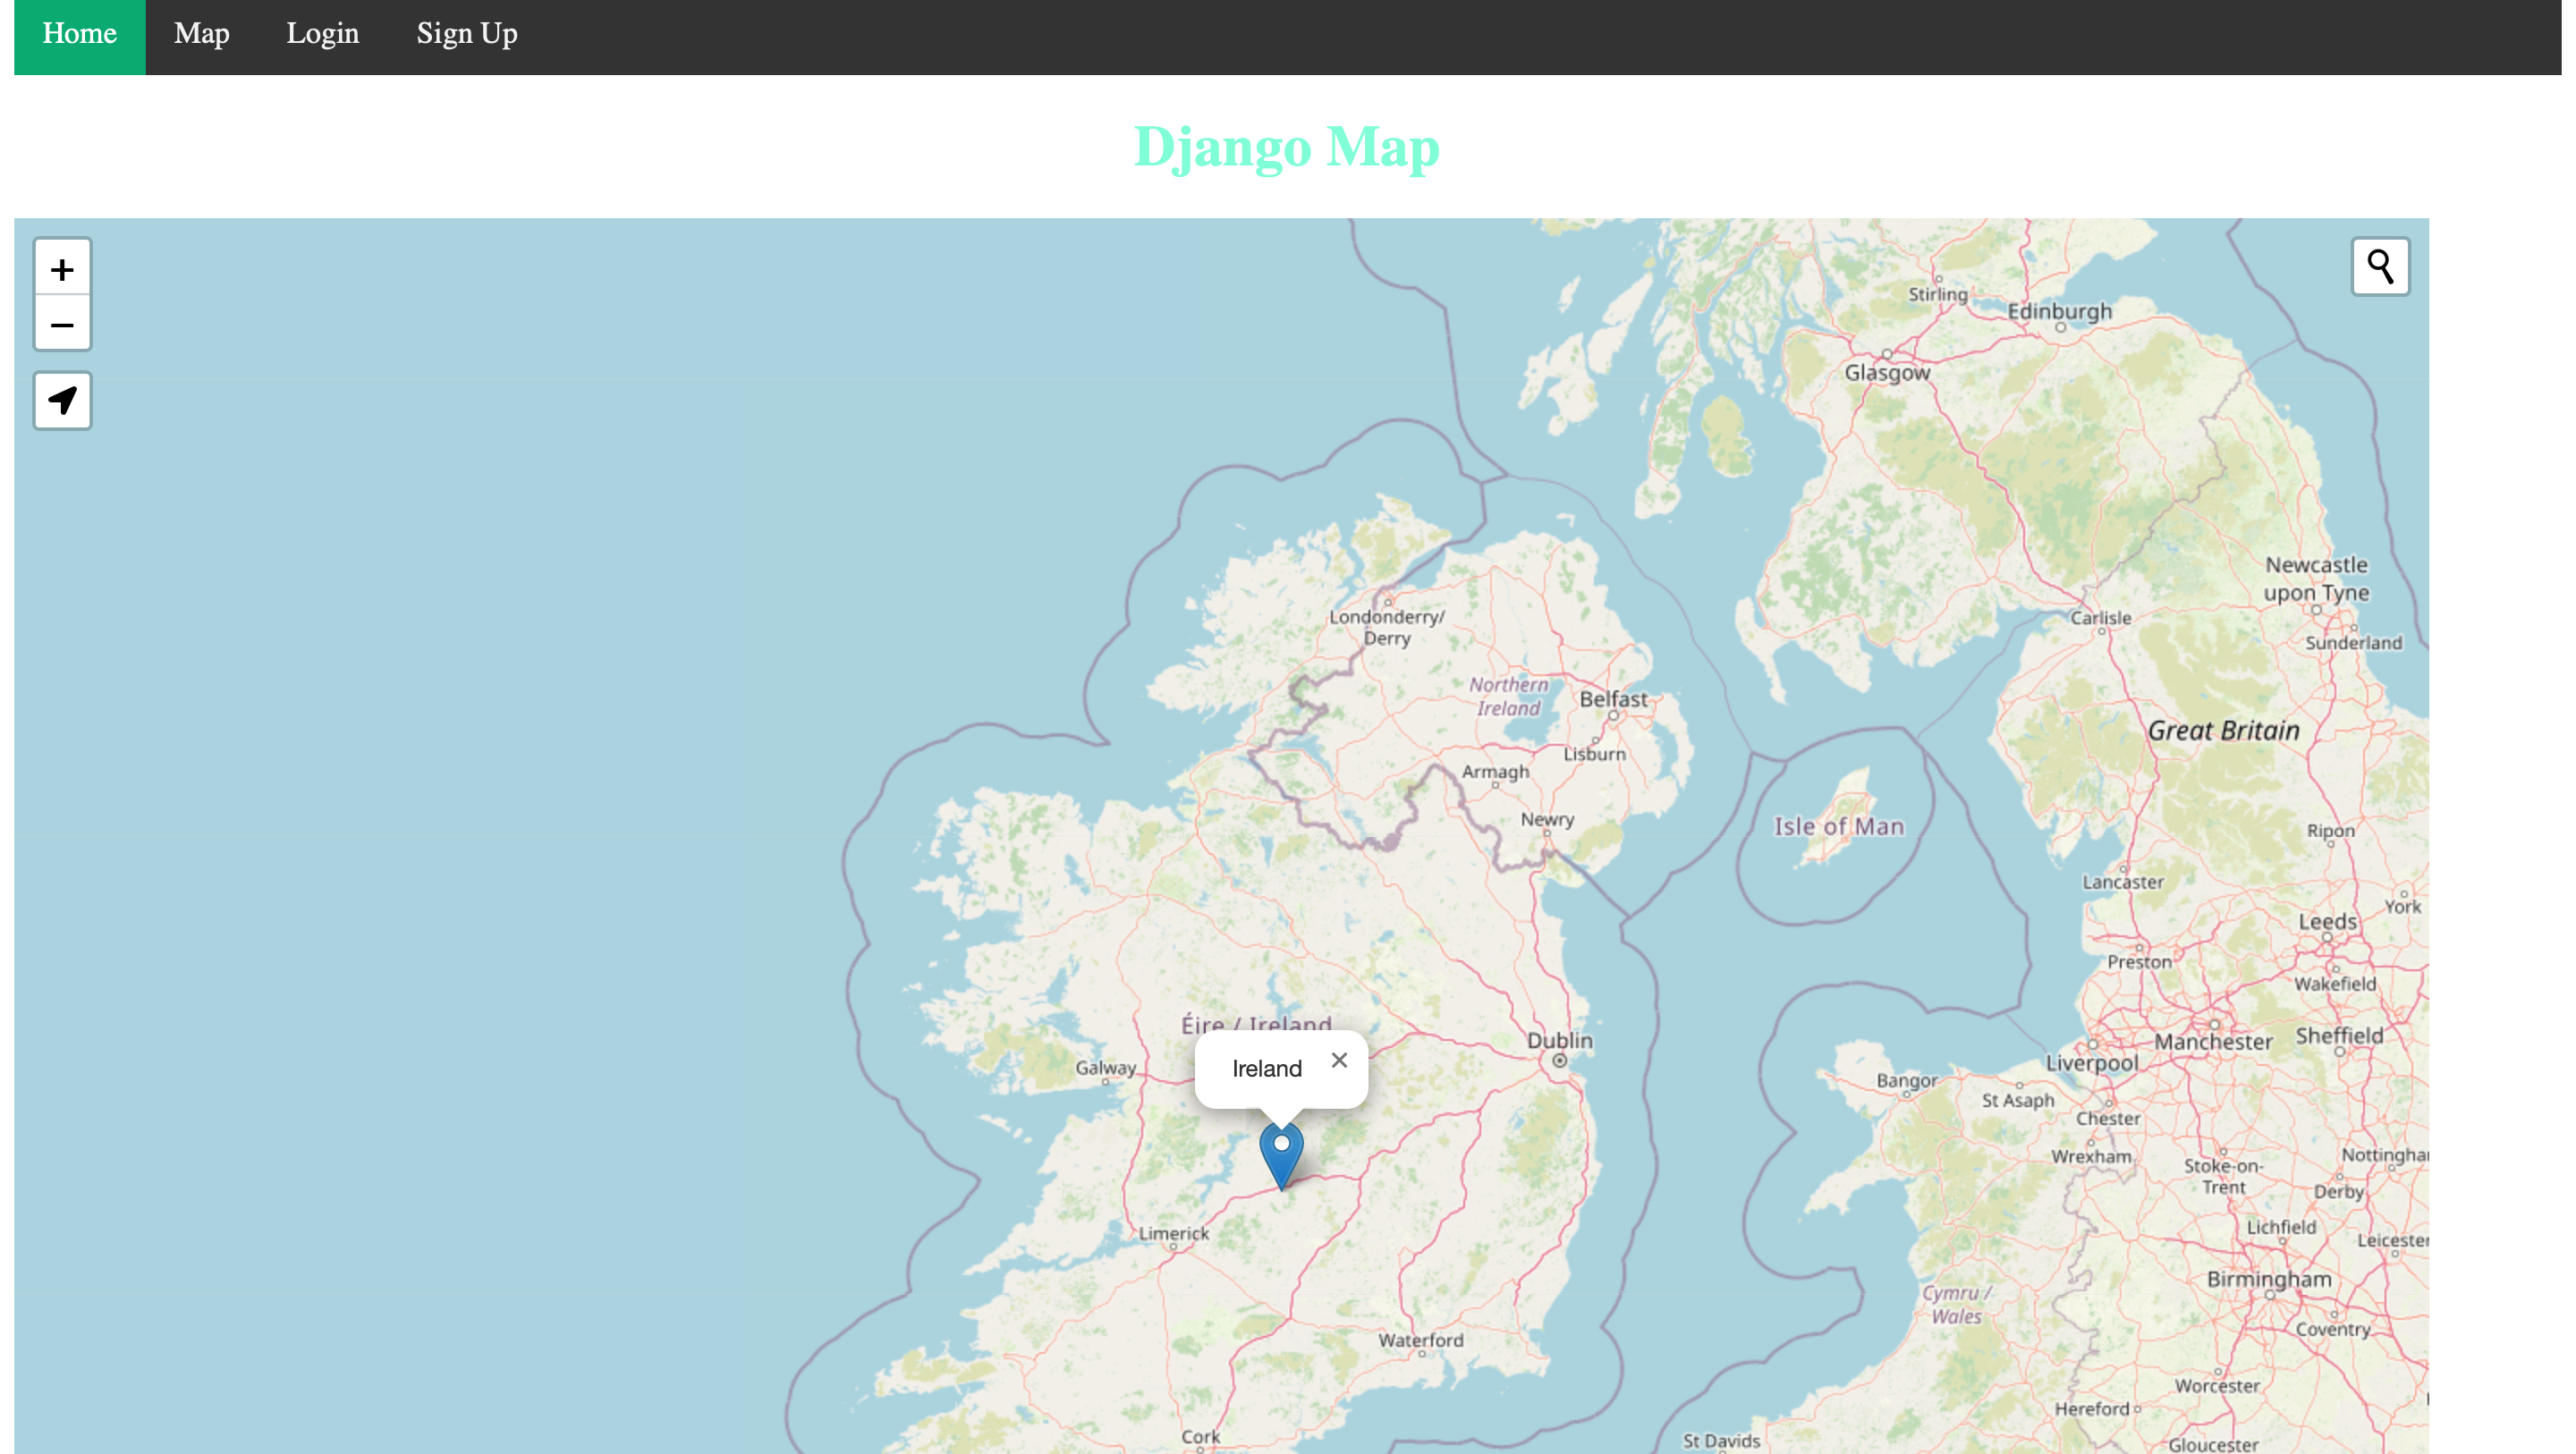 Home Map Login Sign Up
Django Map
+
−
Stirling
Edinburgh
Glasgow
Newcastle
upon Tyne
Carlisle
Sunderland
Londonderry/
Derry
Northern
Ireland
Belfast
Lisburn
Great Britain
Armagh
Newry
Isle of Man
Ripon
Lancaster
York
Leeds
Preston
Wakefield
Éire / Ireland
Dublin
Manchester
Sheffield
Liverpool
Ireland ×
Galway
Bangor
St Asaph
Chester
Wrexham
Nottingha
Stoke-on-
Trent
Derby
Limerick
Lichfield
Leicester
Birmingham
Cymru /
Wales
Coventry
Waterford
Worcester
Hereford
Cork
St Davids
Gloucester